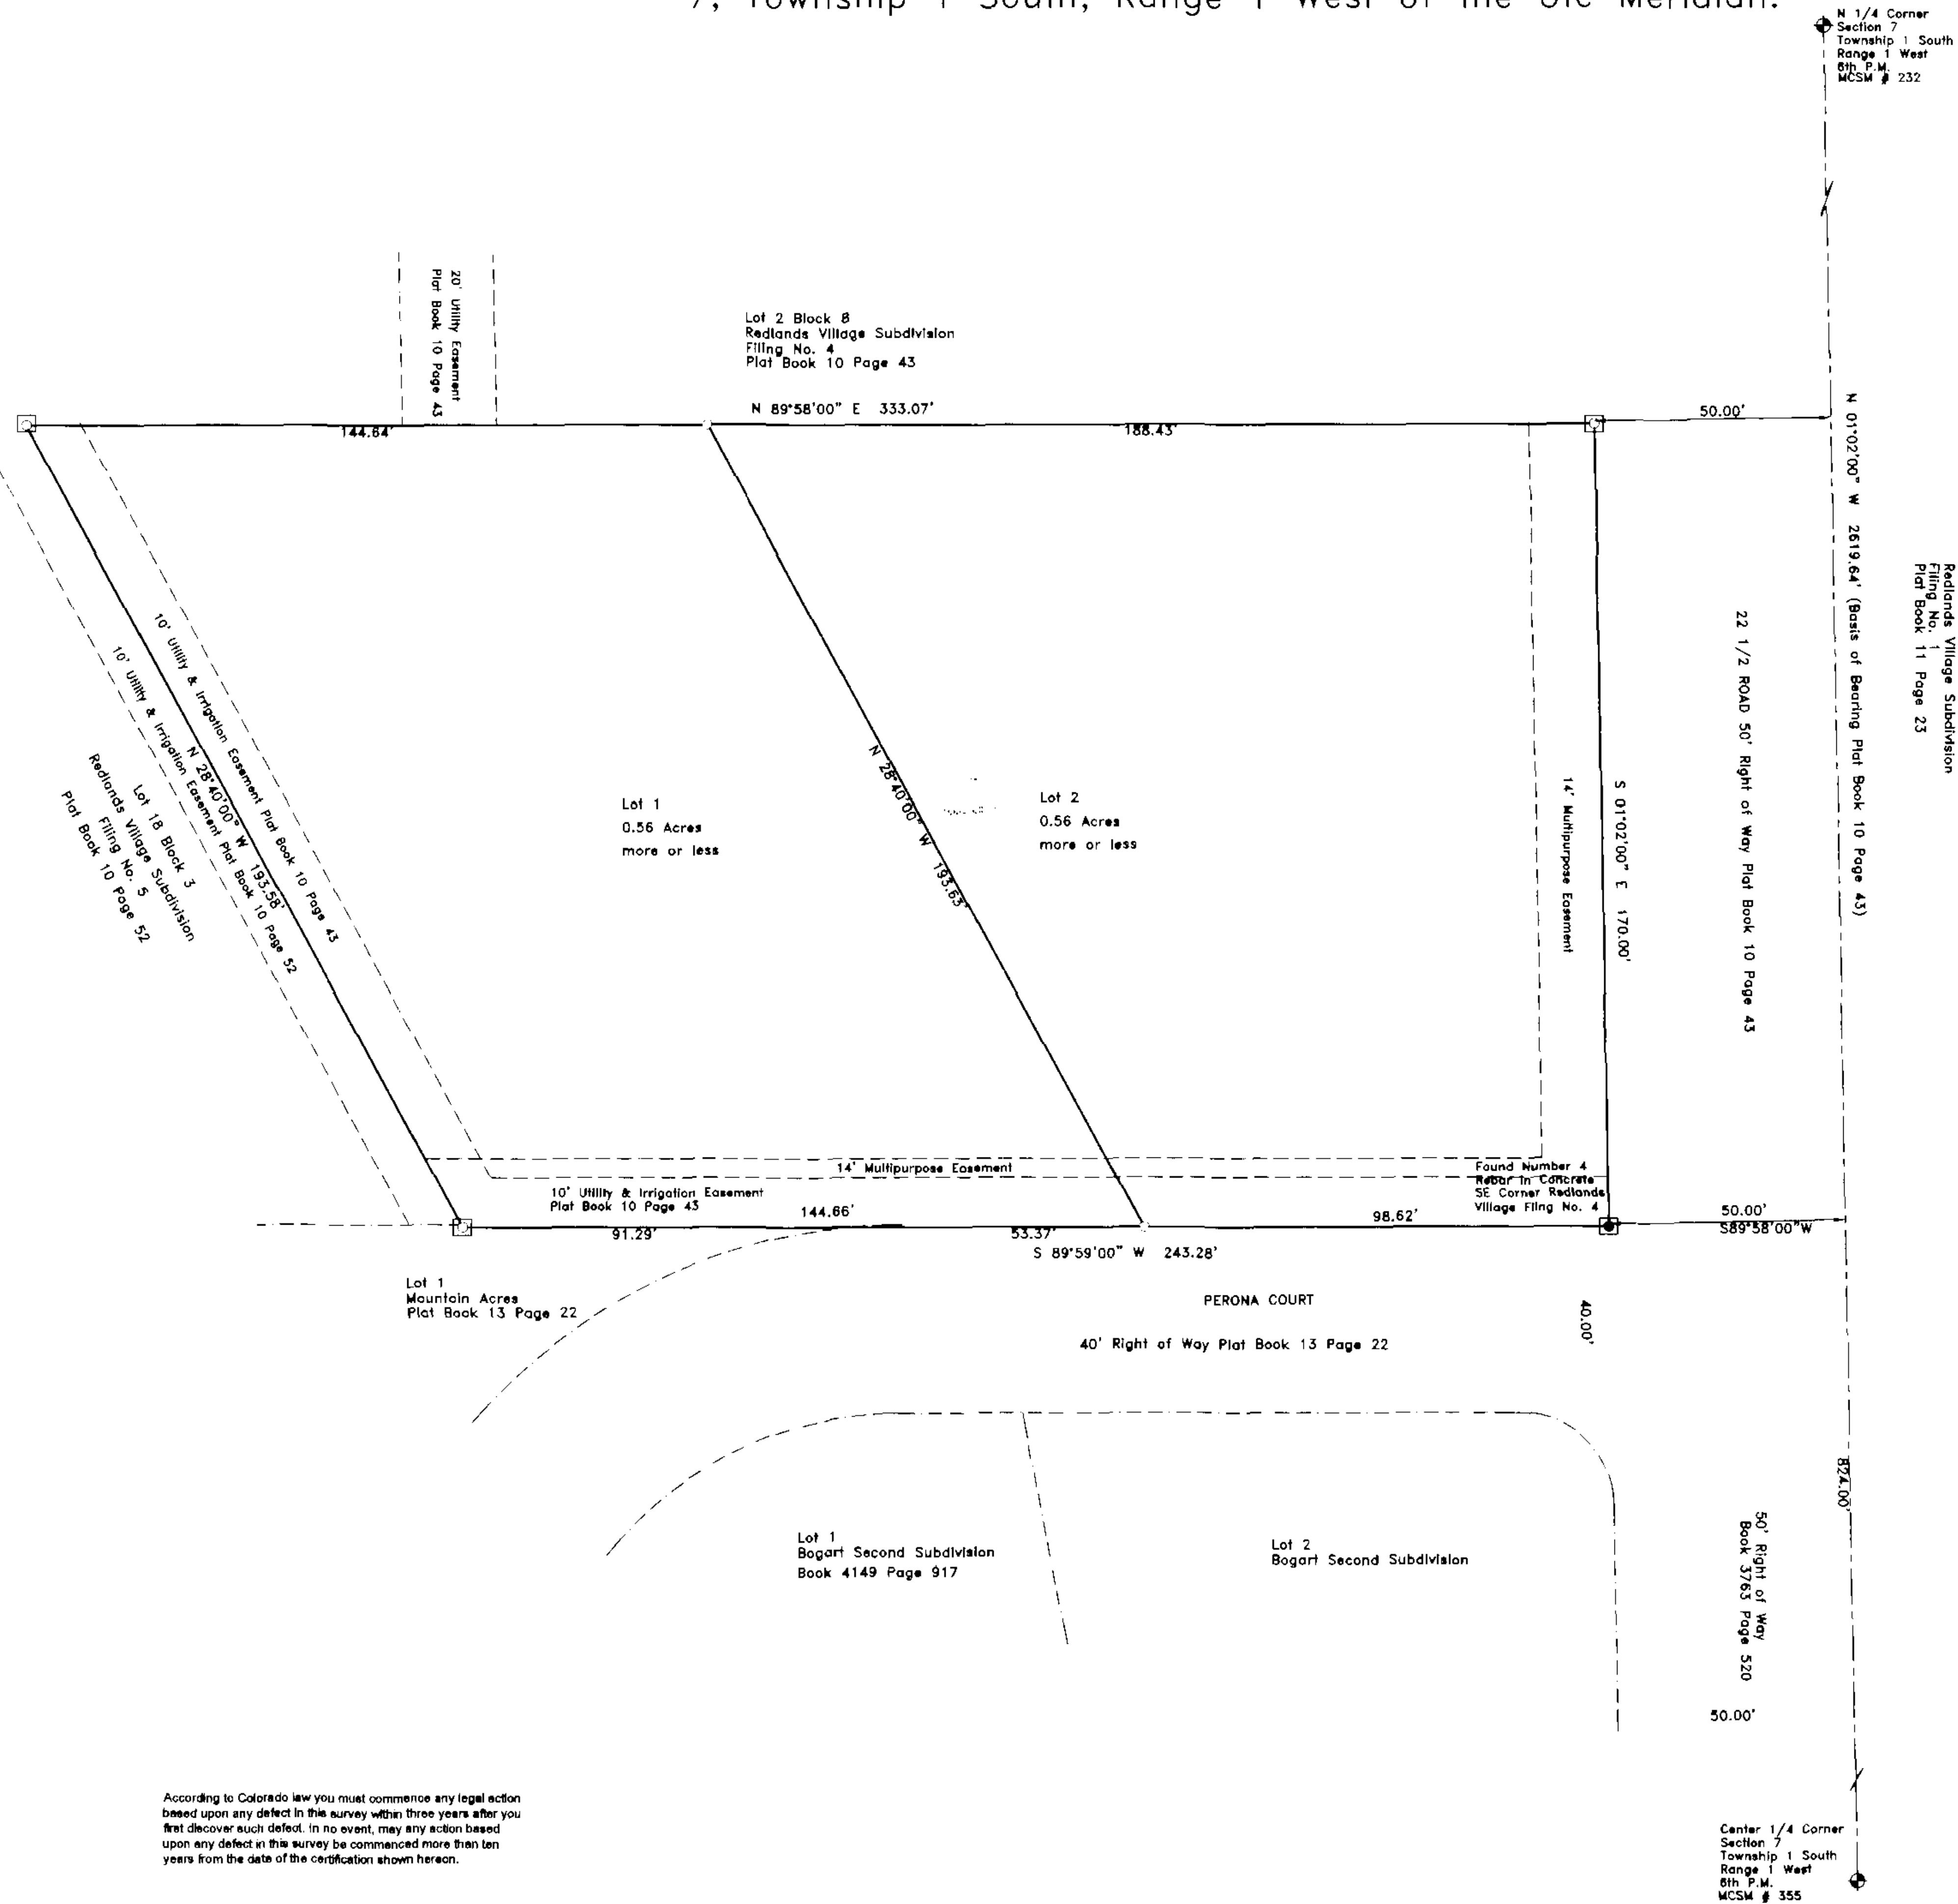 7, Township 1 South, Range 1 West of the Ute Meridian.
N 1/4 Corner
Section 7
Township 1 South
Range 1 West
6th P.M.
MCSM # 232
20' Utility Easement
Plat Book 10 Page 43
Lot 2 Block 8
Redlands Village Subdivision
Filing No. 4
Plat Book 10 Page 43
N 89°58'00" E 333.07'
144.64'
188.43'
50.00'
N 01°02'00" W 2619.64' (Basis of Bearing Plat Book 10 Page 43)
Redlands Village Subdivision
Filing No. 1
Plat Book 11 Page 23
22 1/2 ROAD 50' Right of Way Plat Book 10 Page 43
10' Utility & Irrigation Easement Plat Book 10 Page 43
10' Utility & Irrigation Easement Plat Book 10 Page 52
N 28°40'00" W 193.58'
Lot 18 Block 3
Redlands Village Subdivision
Filing No. 5
Plat Book 10 Page 52
Lot 1
0.56 Acres
more or less
N 28°40'00" W 193.63'
Lot 2
0.56 Acres
more or less
14' Multipurpose Easement
S 01°02'00" E 170.00'
14' Multipurpose Easement
10' Utility & Irrigation Easement
Plat Book 10 Page 43
Found Number 4
Rebar in Concrete
SE Corner Redlands
Village Fling No. 4
144.66'
98.62'
50.00'
S89°58'00"W
91.29'
53.37'
S 89°59'00" W 243.28'
Lot 1
Mountain Acres
Plat Book 13 Page 22
PERONA COURT
40.00'
40' Right of Way Plat Book 13 Page 22
824.00'
Lot 1
Bogart Second Subdivision
Book 4149 Page 917
Lot 2
Bogart Second Subdivision
50' Right of Way
Book 3763 Page 520
50.00'
According to Colorado law you must commence any legal action
based upon any defect in this survey within three years after you
first discover such defect. In no event, may any action based
upon any defect in this survey be commenced more than ten
years from the date of the certification shown hereon.
Center 1/4 Corner
Section 7
Township 1 South
Range 1 West
6th P.M.
MCSM # 355